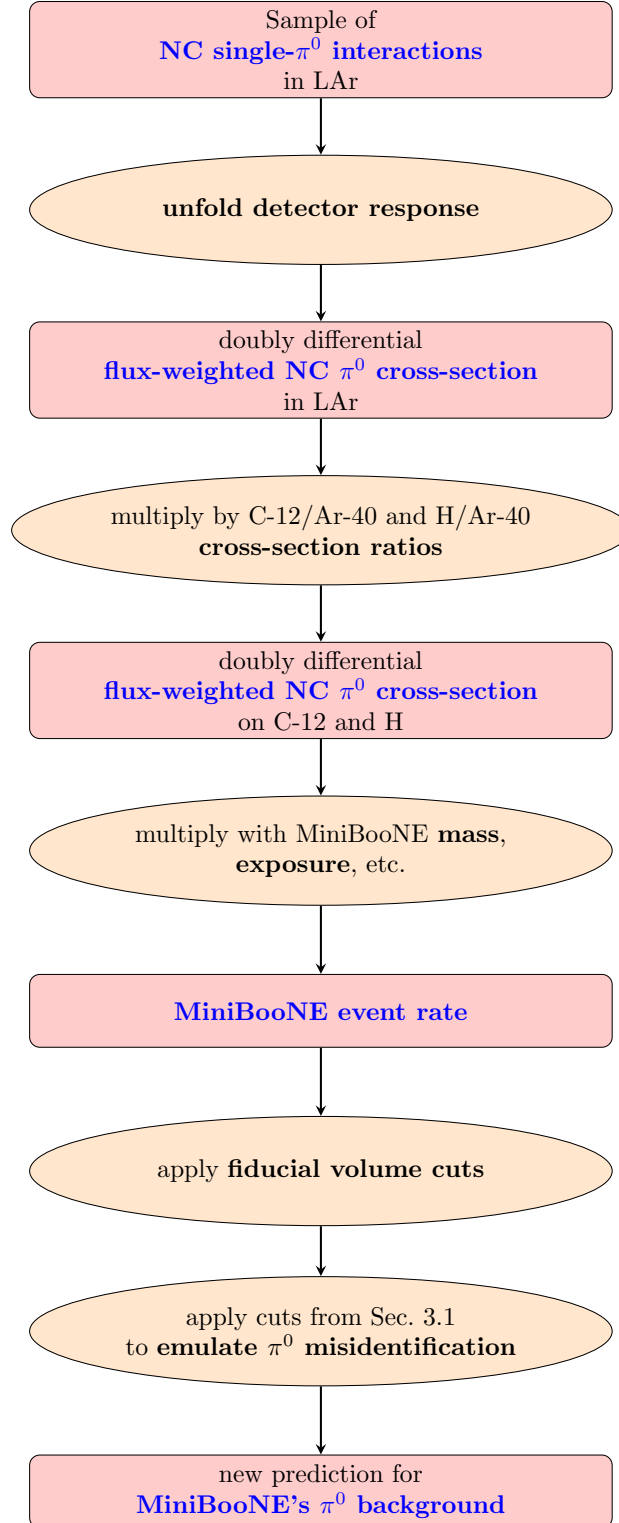 Sample of
NC single-π⁰ interactions
in LAr
unfold detector response
doubly differential
flux-weighted NC π⁰ cross-section
in LAr
multiply by C-12/Ar-40 and H/Ar-40
cross-section ratios
doubly differential
flux-weighted NC π⁰ cross-section
on C-12 and H
multiply with MiniBooNE mass,
exposure, etc.
MiniBooNE event rate
apply fiducial volume cuts
apply cuts from Sec. 3.1
to emulate π⁰ misidentification
new prediction for
MiniBooNE's π⁰ background